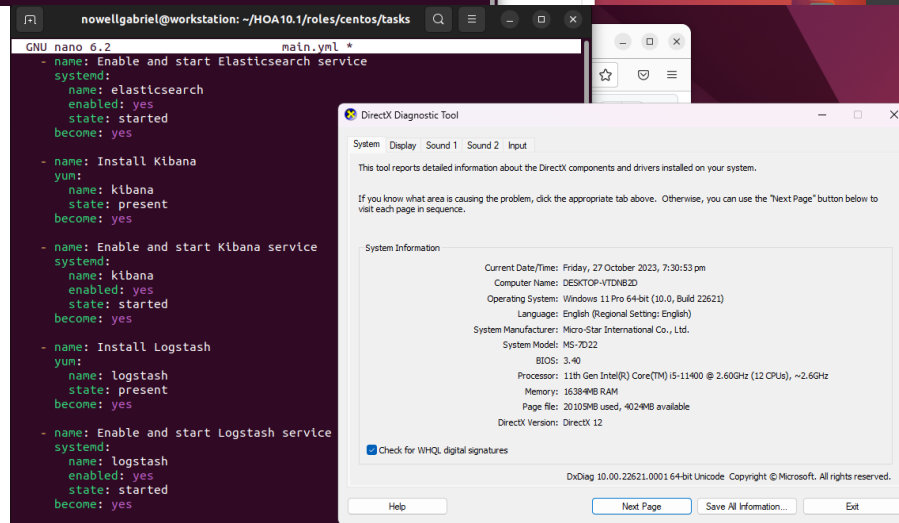 nowellgabriel@workstation: ~/HOA10.1/roles/centos/tasks
GNU nano 6.2 main.yml *
- name: Enable and start Elasticsearch service
systemd:
name: elasticsearch
enabled: yes
state: started
become: yes
- name: Install Kibana
yum:
name: kibana
state: present
become: yes
- name: Enable and start Kibana service
systemd:
name: kibana
enabled: yes
state: started
become: yes
- name: Install Logstash
yum:
name: logstash
state: present
become: yes
- name: Enable and start Logstash service
systemd:
name: logstash
enabled: yes
state: started
become: yes
DirectX Diagnostic Tool
System Display Sound 1 Sound 2 Input
This tool reports detailed information about the DirectX components and drivers installed on your system.
If you know what area is causing the problem, click the appropriate tab above. Otherwise, you can use the "Next Page" button below to
visit each page in sequence.
System Information
Current Date/Time: Friday, 27 October 2023, 7:30:53 pm
Computer Name: DESKTOP-VTDNB2D
Operating System: Windows 11 Pro 64-bit (10.0, Build 22621)
Language: English (Regional Setting: English)
System Manufacturer: Micro-Star International Co., Ltd.
System Model: MS-7D22
BIOS: 3.40
Processor: 11th Gen Intel(R) Core(TM) i5-11400 @ 2.60GHz (12 CPUs), ~2.6GHz
Memory: 16384MB RAM
Page file: 20105MB used, 4024MB available
DirectX Version: DirectX 12
Check for WHQL digital signatures
DxDiag 10.00.22621.0001 64-bit Unicode Copyright © Microsoft. All rights reserved.
Help Next Page Save All Information... Exit